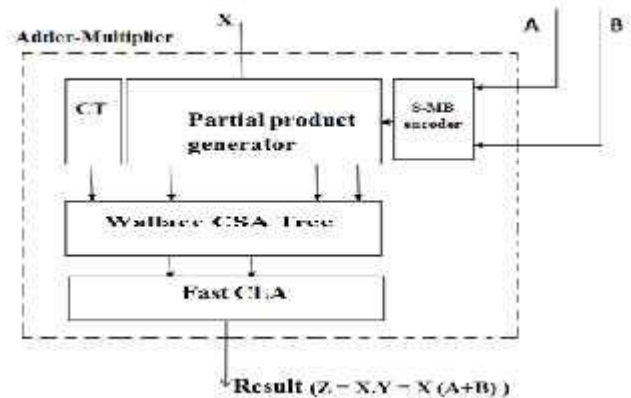 X
A
B
Adder-Multiplier
CT
Partial product
generator
S-MB
encoder
Wallace CSA Tree
Fast CLA
Result (Z = X.Y = X (A+B) )